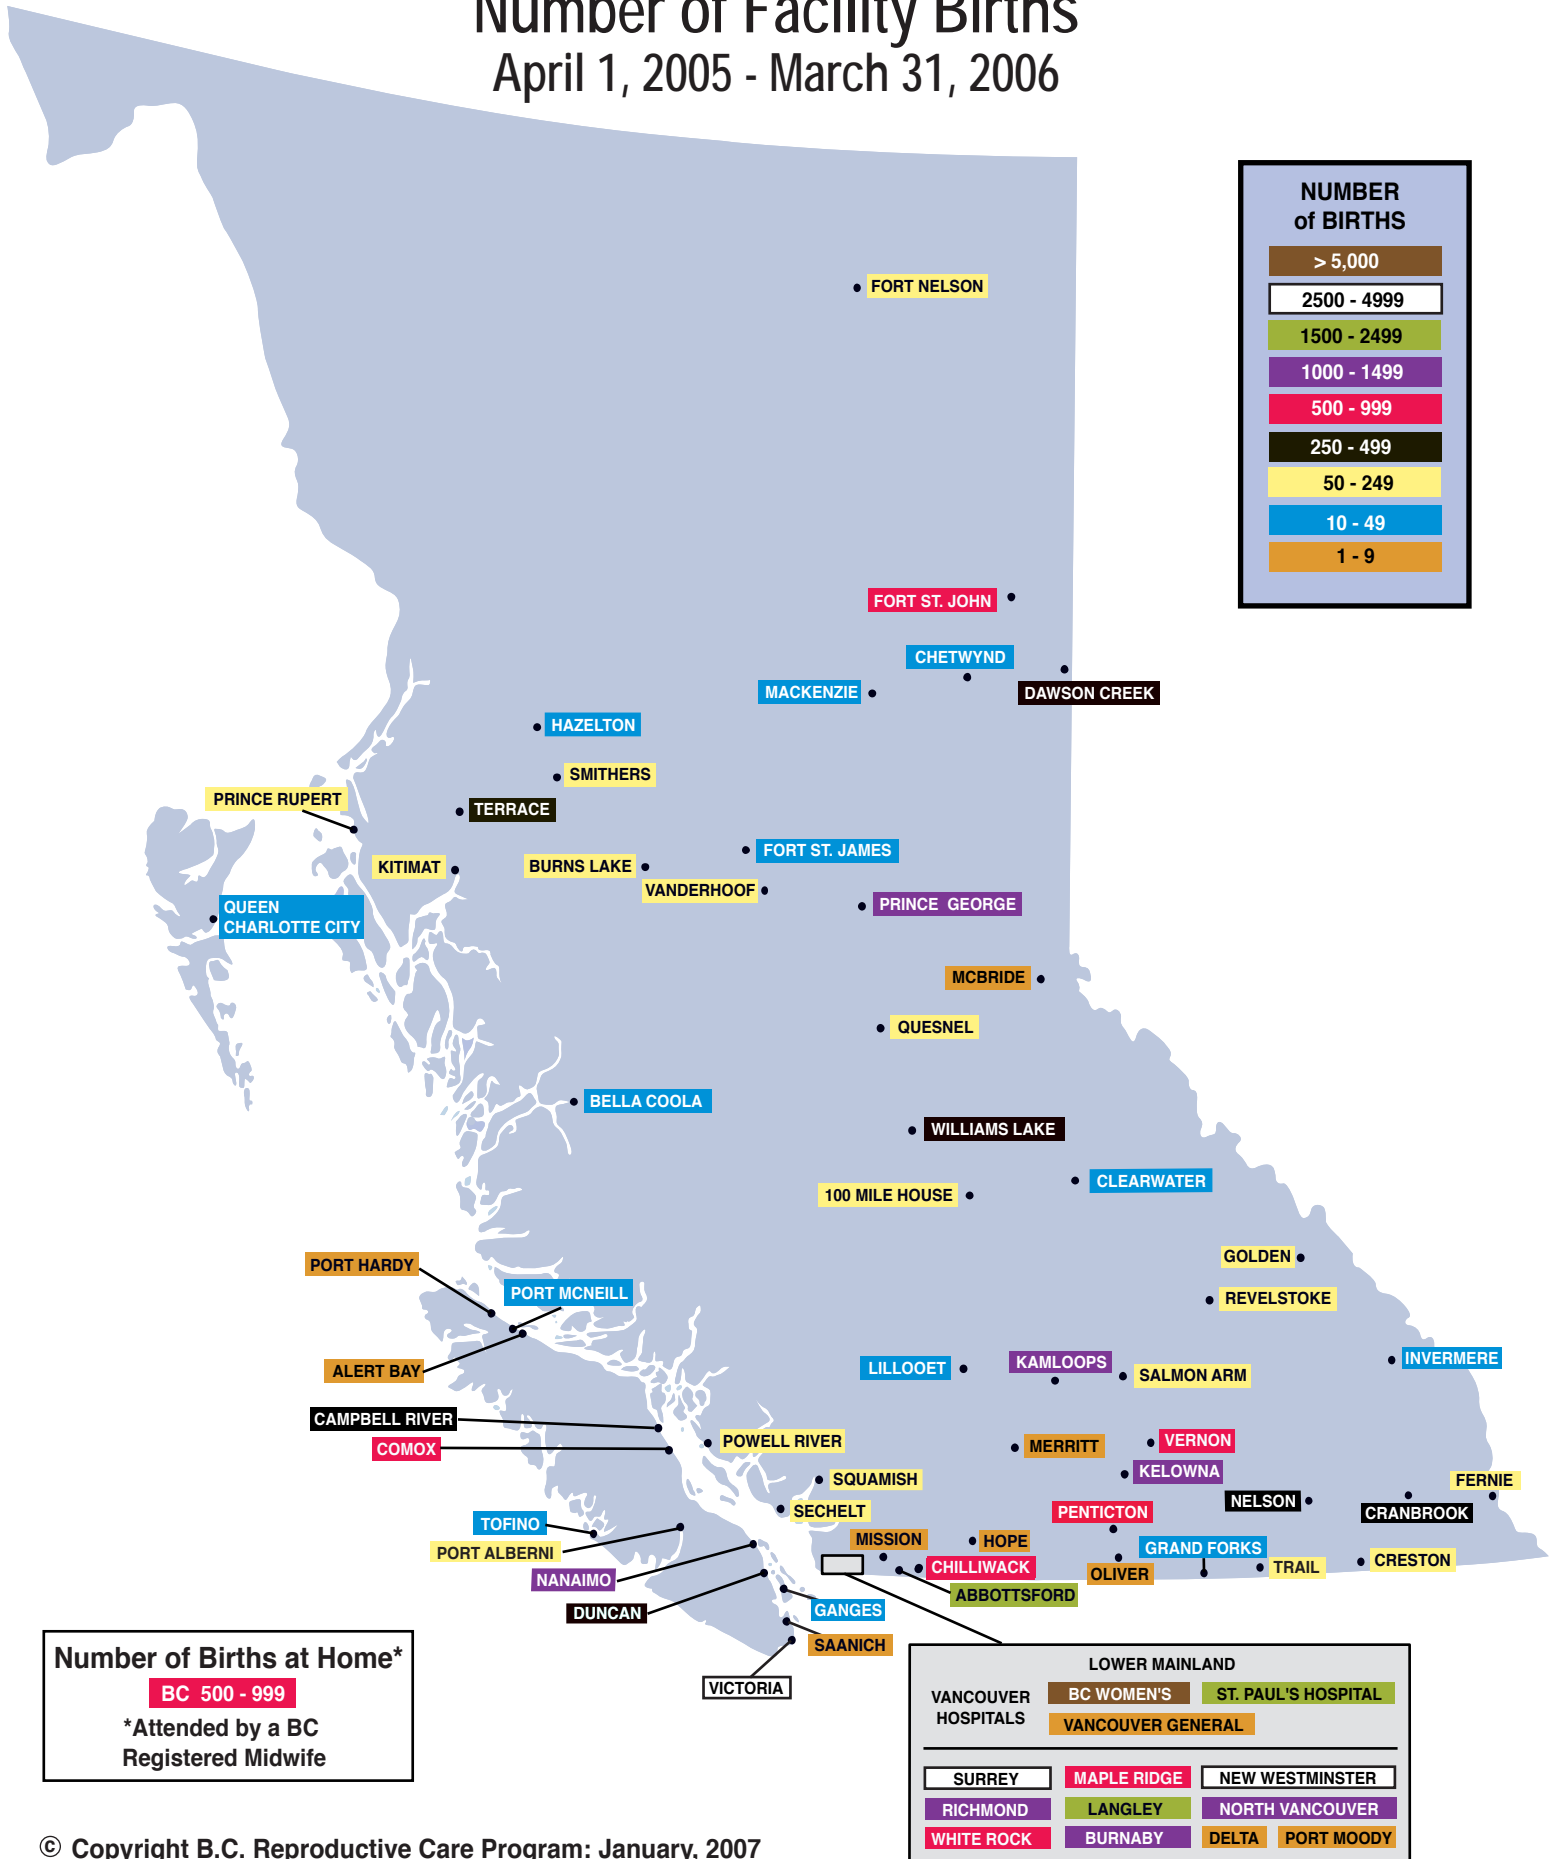 Number of Facility Births
April 1, 2005 - March 31, 2006
NUMBER
of BIRTHS
> 5,000
2500 - 4999
1500 - 2499
1000 - 1499
500 - 999
250 - 499
50 - 249
10 - 49
1 - 9
FORT NELSON
FORT ST. JOHN
CHETWYND
MACKENZIE
DAWSON CREEK
HAZELTON
SMITHERS
PRINCE RUPERT
TERRACE
FORT ST. JAMES
KITIMAT
BURNS LAKE
VANDERHOOF
PRINCE GEORGE
QUEEN
CHARLOTTE CITY
MCBRIDE
QUESNEL
BELLA COOLA
WILLIAMS LAKE
CLEARWATER
100 MILE HOUSE
GOLDEN
PORT HARDY
PORT MCNEILL
REVELSTOKE
ALERT BAY
LILLOOET
KAMLOOPS
SALMON ARM
INVERMERE
CAMPBELL RIVER
COMOX
POWELL RIVER
MERRITT
VERNON
KELOWNA
SQUAMISH
FERNIE
NELSON
CRANBROOK
SECHELT
PENTICTON
TOFINO
MISSION
HOPE
GRAND FORKS
PORT ALBERNI
CHILLIWACK
OLIVER
TRAIL
CRESTON
NANAIMO
ABBOTTSFORD
DUNCAN
GANGES
SAANICH
VICTORIA
Number of Births at Home*
BC 500 - 999
*Attended by a BC
Registered Midwife
LOWER MAINLAND
VANCOUVER
HOSPITALS
BC WOMEN'S
ST. PAUL'S HOSPITAL
VANCOUVER GENERAL
SURREY
MAPLE RIDGE
NEW WESTMINSTER
RICHMOND
LANGLEY
NORTH VANCOUVER
WHITE ROCK
BURNABY
DELTA
PORT MOODY
© Copyright B.C. Reproductive Care Program: January, 2007